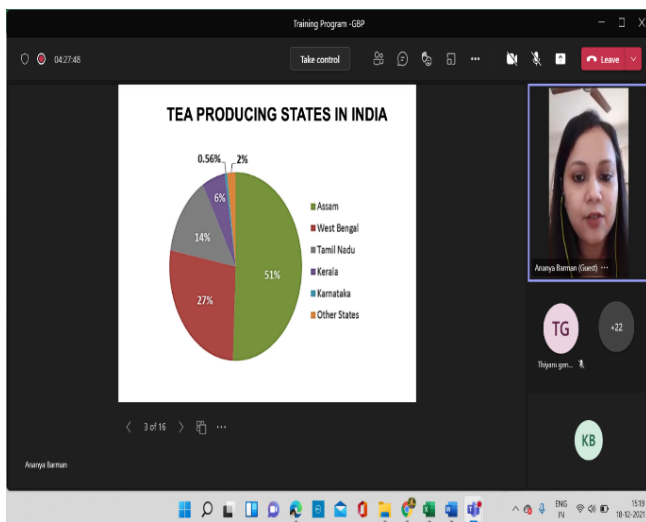 Training Program -GBP
04:27:48
Take control
Leave
TEA PRODUCING STATES IN INDIA
0.56%
2%
6%
14%
27%
51%
Assam
West Bengal
Tamil Nadu
Kerala
Karnataka
Other States
Ananya Barman (Guest) ...
TG
+22
Thiyam gen...
KB
3 of 16
Ananya Barman
ENG
IN
15:19
18-12-2021